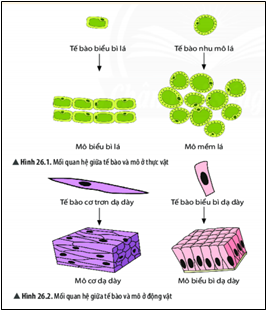 Tế bào biểu bì lá
Tế bào nhu mô lá
Mô biểu bì lá
Mô mềm lá
▲ Hình 26.1. Mối quan hệ giữa tế bào và mô ở thực vật
Tế bào cơ trơn dạ dày
Tế bào biểu bì dạ dày
Mô cơ dạ dày
Mô biểu bì dạ dày
▲ Hình 26.2. Mối quan hệ giữa tế bào và mô ở động vật